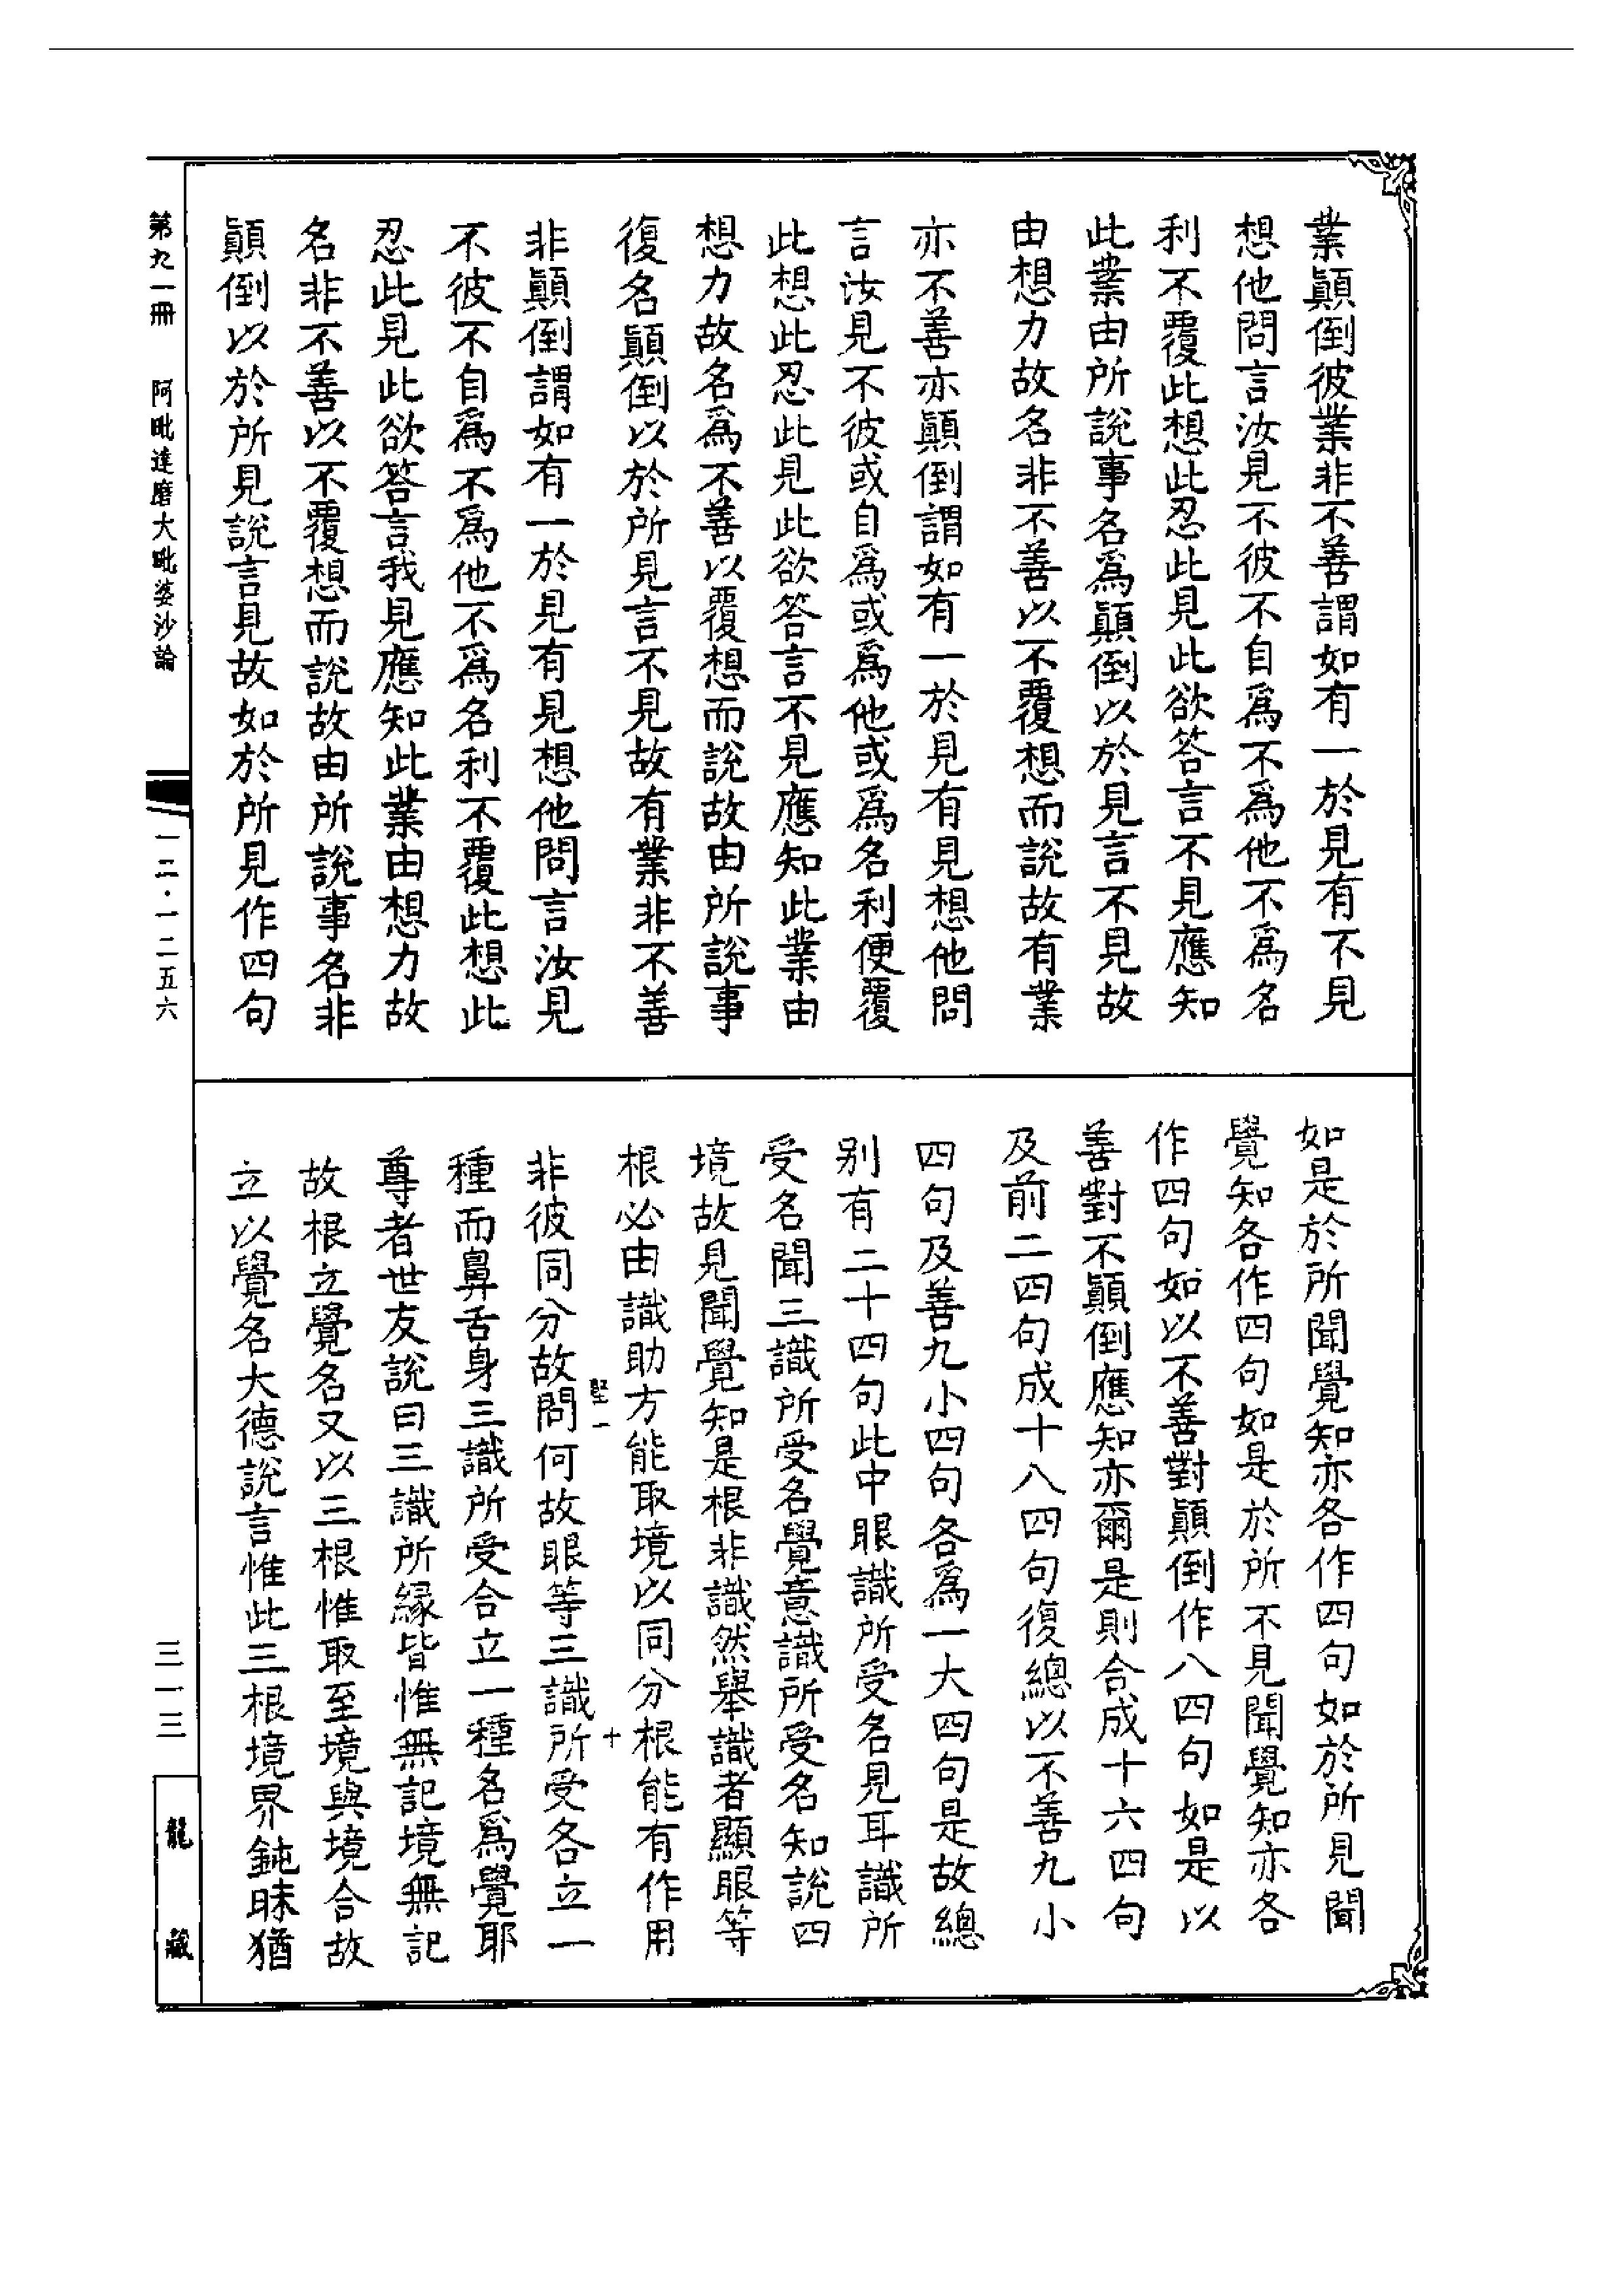 業顚倒彼業非不善謂如有一於見有不見
想他問言汝見不彼不自爲不爲他不爲名
利不覆此想此忍此見此欲答言不見應知
此業由所說事名爲顚倒以於見言不見故
由想力故名非不善以不覆想而說故有業
亦不善亦顚倒謂如有一於見有見想他問
言汝見不彼或自爲或爲他或爲名利便覆
此想此忍此見此欲答言不見應知此業由
想力故名爲不善以覆想而說故由所說事
復名顚倒以於所見言不見故有業非不善
非顚倒謂如有一於見有見想他問言汝見
不彼不自爲不爲他不爲名利不覆此想此
忍此見此欲答言我見應知此業由想力故
名非不善以不覆想而說故由所說事名非
顚倒以於所見說言見故如於所見作四句
如是於所聞覺知亦各作四句如於所見聞
覺知各作四句如是於所不見聞覺知亦各
作四句如以不善對顚倒作八四句如是以
善對不顚倒應知亦爾是則合成十六四句
及前二四句成十八四句復總以不善九小
四句及善九小四句各爲一大四句是故總
别有二十四句此中眼識所受名見耳識所
受名聞三識所受名覺意識所受名知說四
境故見聞覺知是根非識然舉識者顯眼等
根必由識助方能取境以同分根能有作用
非彼同分故問何故眼等三識所受各立一
種而鼻舌身三識所受合立一種名爲覺耶
尊者世友說曰三識所緣皆惟無記境無記
故根立覺名又以三根惟取至境與境合故
立以覺名大德說言惟此三根境界鈍昧猶
堅一
十
第九一冊 阿毗達磨大毗婆沙論
一二·一二五六
三一三
龍藏